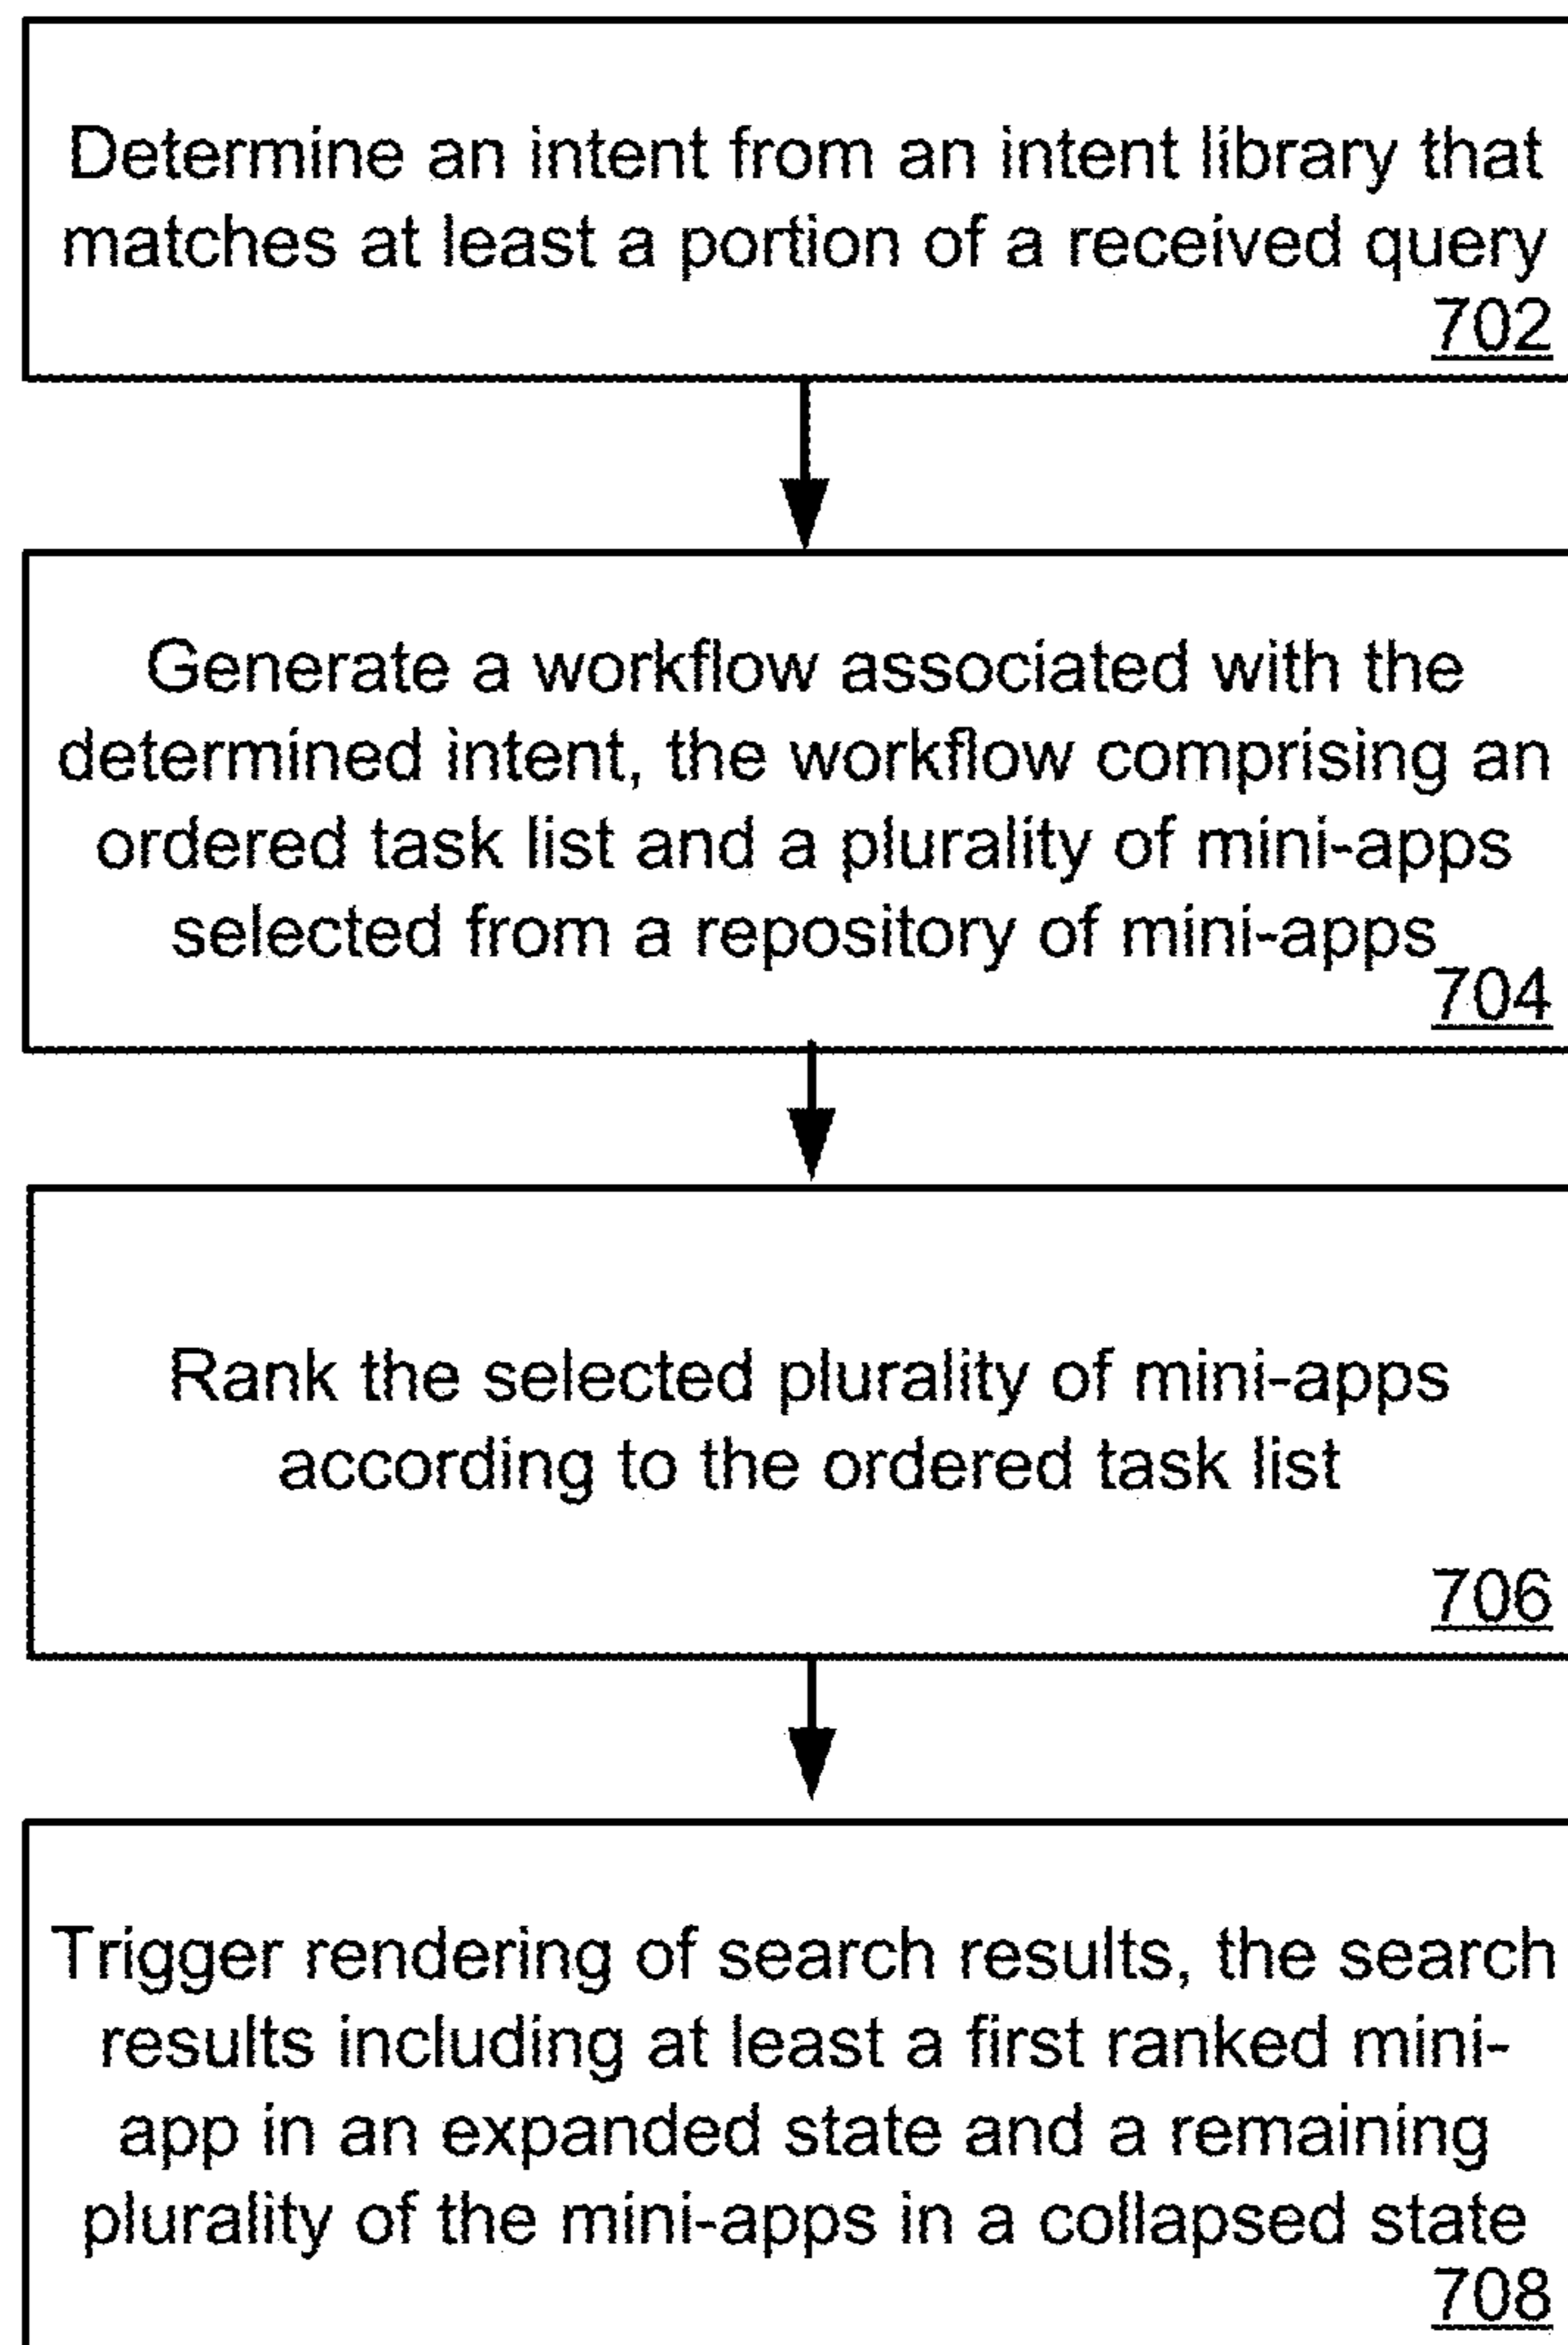 Determine an intent from an intent library that
matches at least a portion of a received query
702
Generate a workflow associated with the
determined intent, the workflow comprising an
ordered task list and a plurality of mini-apps
selected from a repository of mini-apps
704
Rank the selected plurality of mini-apps
according to the ordered task list
706
Trigger rendering of search results, the search
results including at least a first ranked mini-
app in an expanded state and a remaining
plurality of the mini-apps in a collapsed state
708